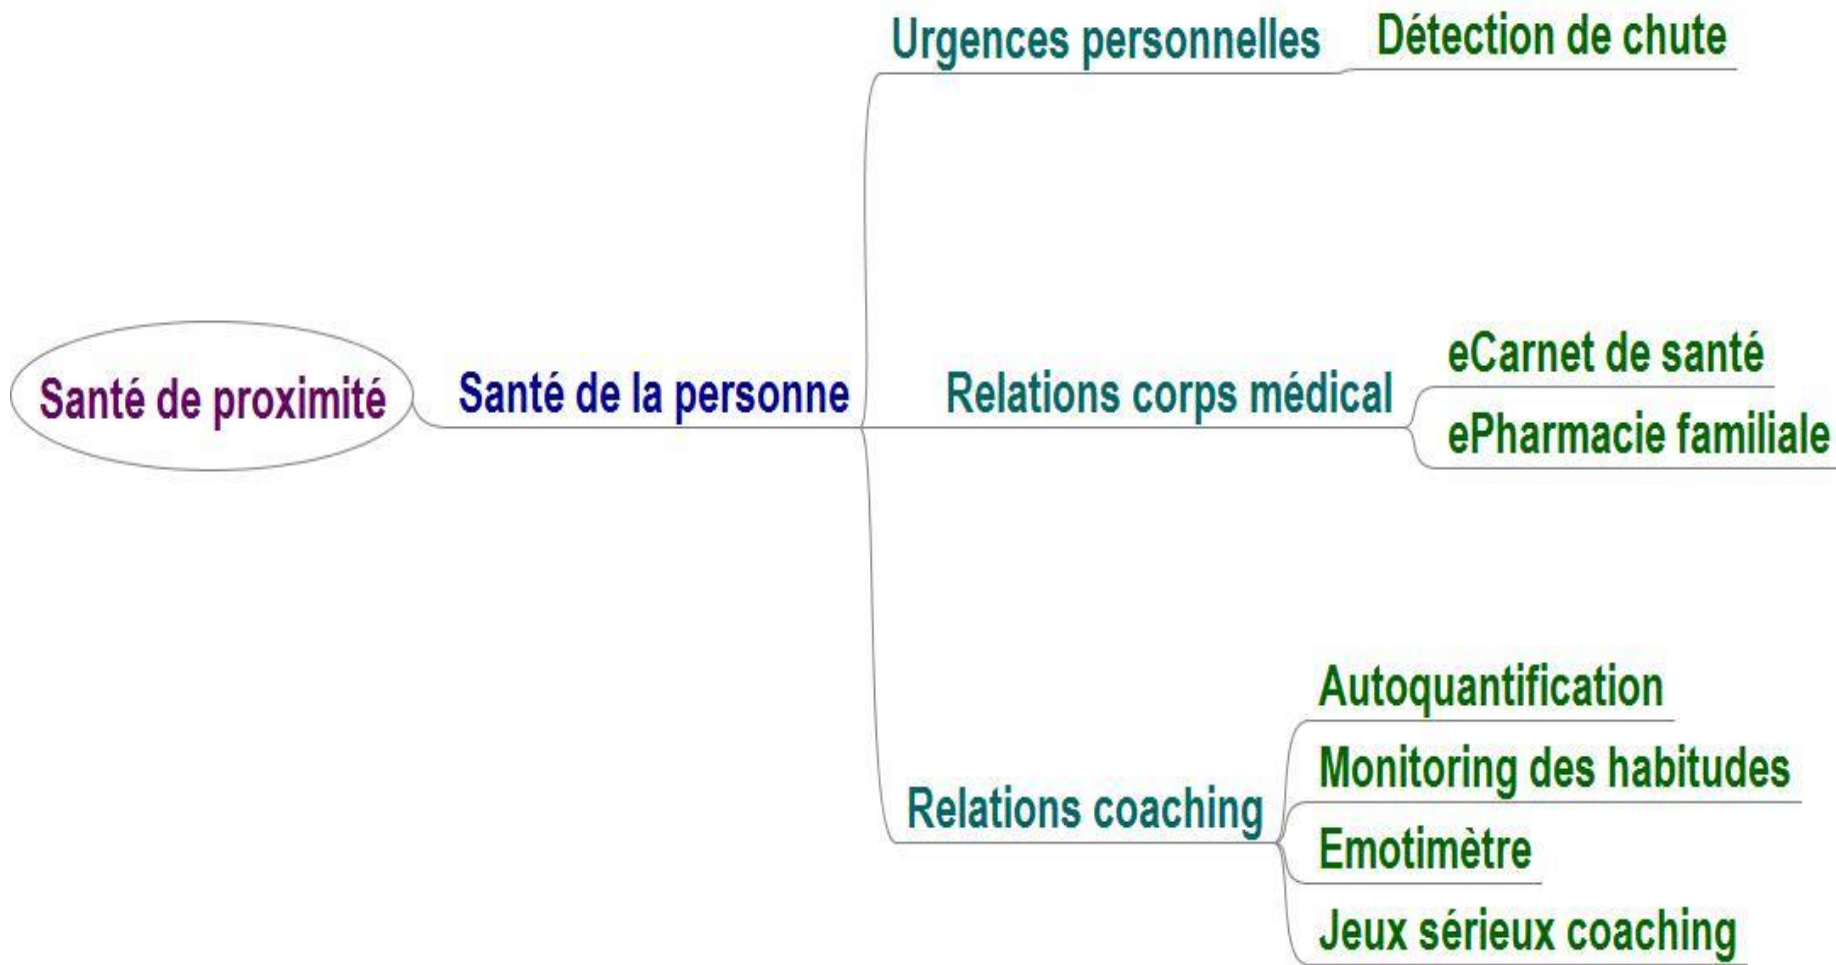 Santé de proximité
Santé de la personne
Urgences personnelles
Détection de chute
Relations corps médical
eCarnet de santé
ePharmacie familiale
Relations coaching
Autoquantification
Monitoring des habitudes
Emotimètre
Jeux sérieux coaching